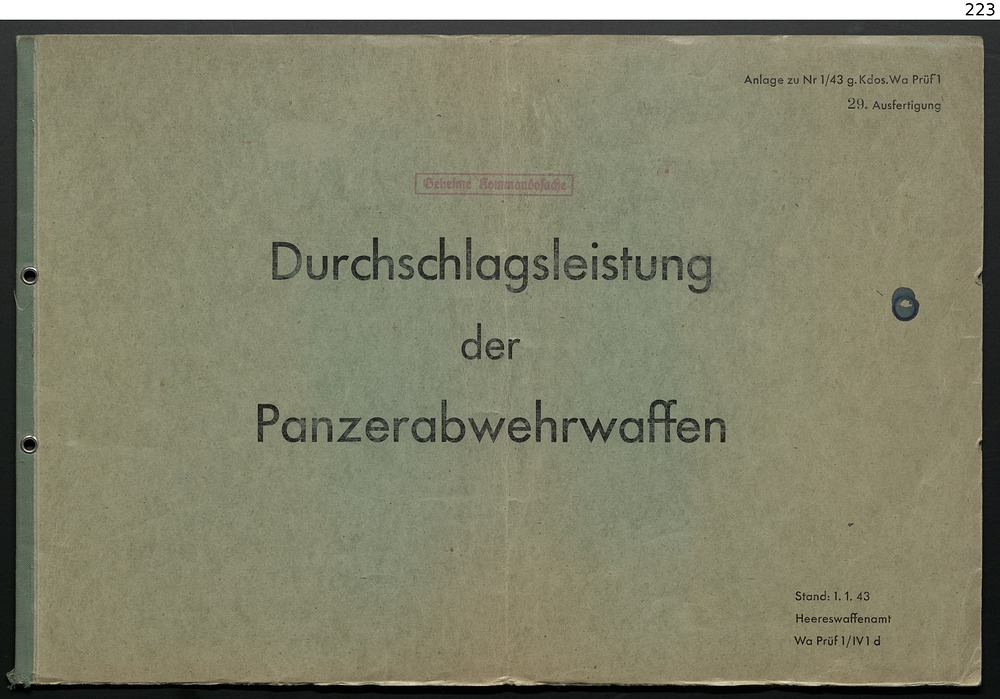 223
Anlage zu Nr 1/43 g.Kdos.Wa Prüf 1
29. Ausfertigung
Geheime Kommandosache
Durchschlagsleistung
der
Panzerabwehrwaffen
Stand: 1. 1. 43
Heereswaffenamt
Wa Prüf 1/IV 1 d